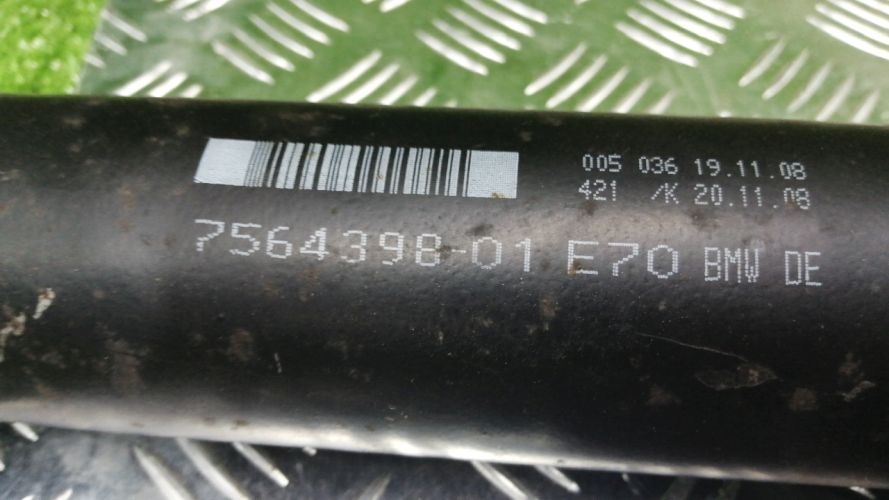 005 036 19.11.08
421 /K 20.11.08
7564398-01 E70 BMW DE